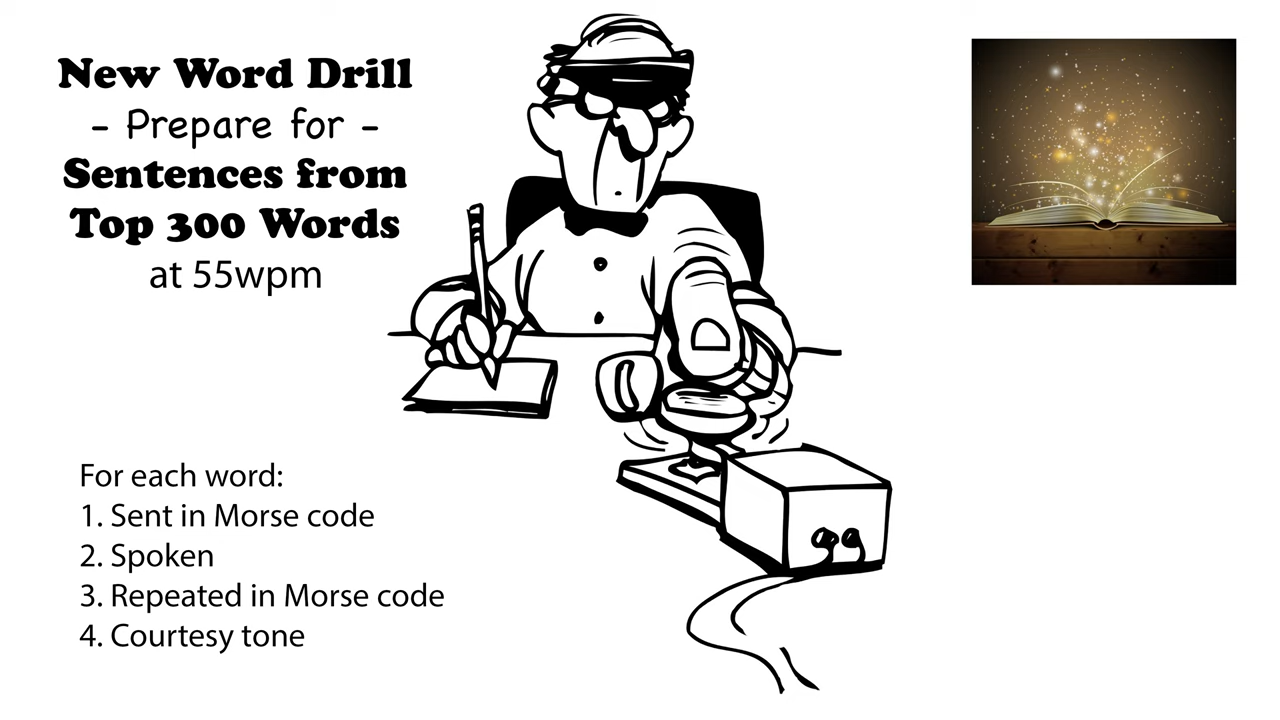 New Word Drill
- Prepare for -
Sentences from
Top 300 Words
at 55wpm
For each word:
1. Sent in Morse code
2. Spoken
3. Repeated in Morse code
4. Courtesy tone